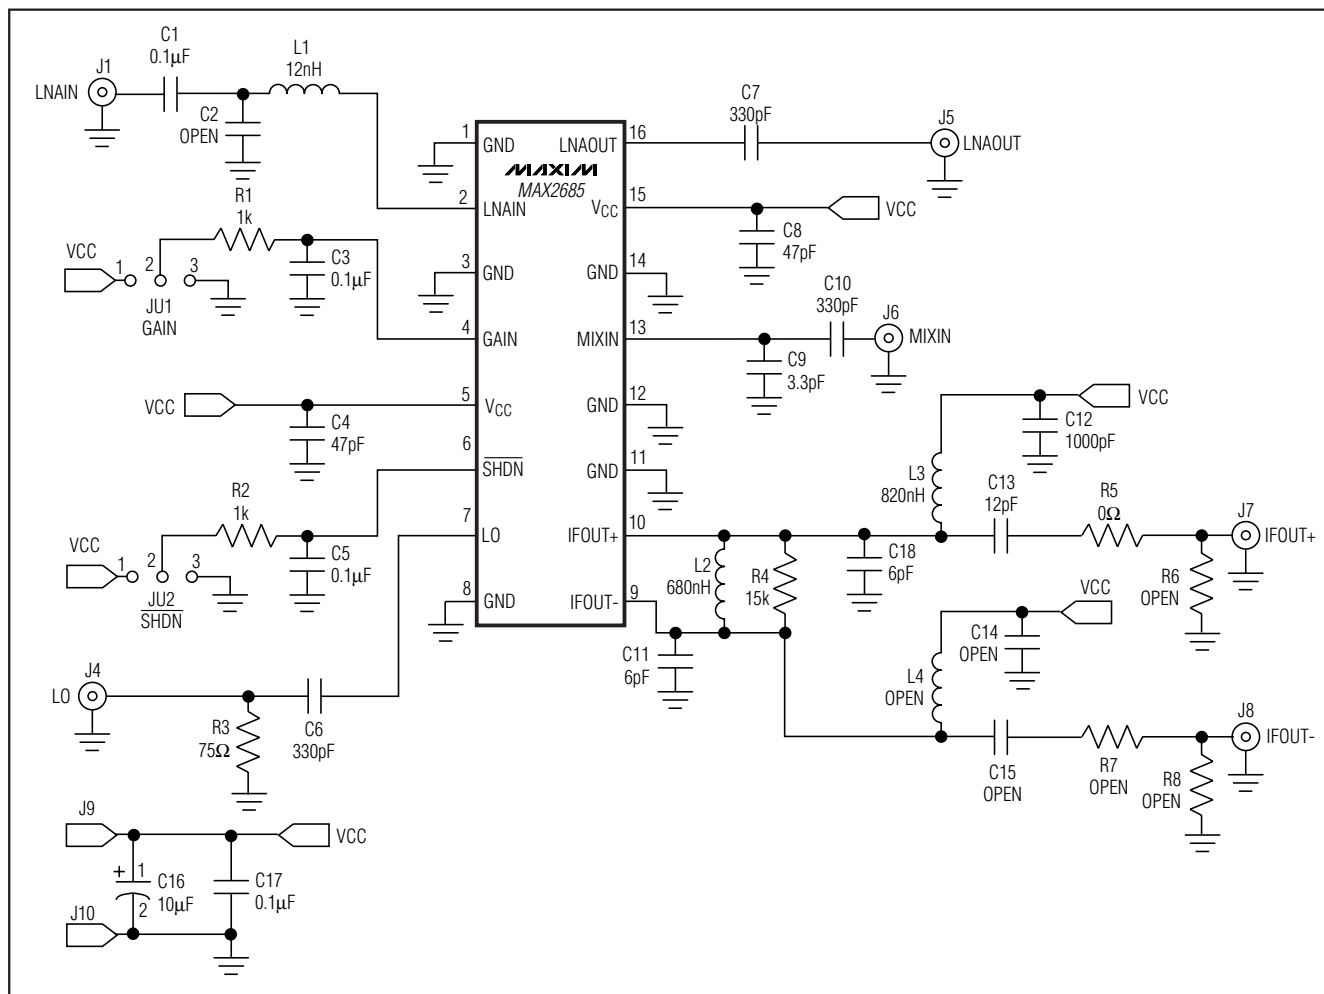 C1
0.1μF
L1
12nH
J1
LNAIN
C2
OPEN
R1
1k
VCC
1
2
3
JU1
GAIN
C3
0.1μF
VCC
C4
47pF
R2
1k
VCC
1
2
3
JU2
SHDN
C5
0.1μF
J4
LO
R3
75Ω
C6
330pF
J9
VCC
+
1
C16
10μF
2
C17
0.1μF
J10
1
GND
2
LNAIN
3
GND
4
GAIN
5
VCC
6
SHDN
7
LO
8
GND
MAXIM
MAX2685
LNAOUT
16
VCC
15
GND
14
MIXIN
13
GND
12
GND
11
IFOUT+
10
IFOUT-
9
C7
330pF
J5
LNAOUT
VCC
C8
47pF
C10
330pF
J6
MIXIN
C9
3.3pF
VCC
C12
1000pF
L3
820nH
C13
12pF
R5
0Ω
J7
IFOUT+
L2
680nH
R4
15k
C18
6pF
R6
OPEN
VCC
C14
OPEN
C11
6pF
L4
OPEN
J8
IFOUT-
C15
OPEN
R7
OPEN
R8
OPEN